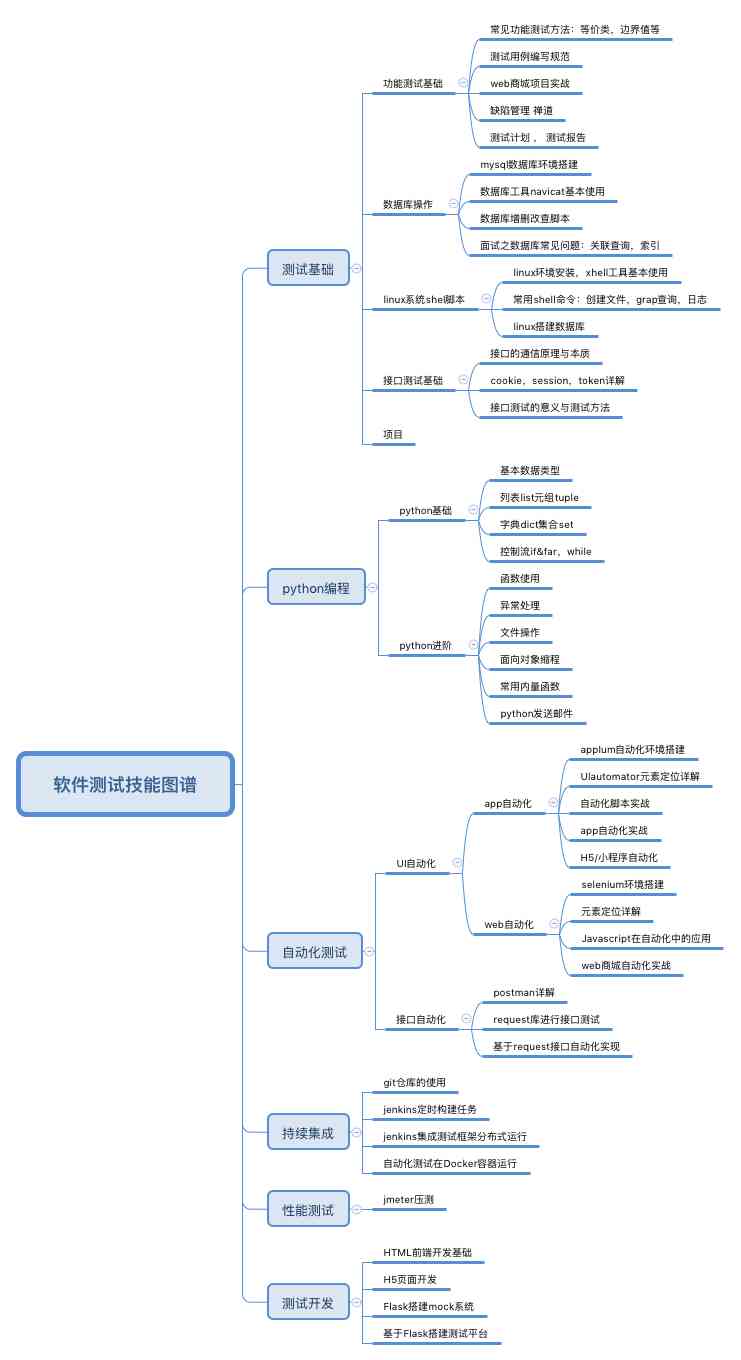 软件测试技能图谱
测试基础
功能测试基础
常见功能测试方法：等价类，边界值等
测试用例编写规范
web商城项目实战
缺陷管理 禅道
测试计划 ， 测试报告
数据库操作
mysql数据库环境搭建
数据库工具navicat基本使用
数据库增删改查脚本
面试之数据库常见问题：关联查询，索引
linux系统shel脚本
linux环境安装，xhell工具基本使用
常用shell命令：创建文件，grap查询，日志
linux搭建数据库
接口测试基础
接口的通信原理与本质
cookie，session，token详解
接口测试的意义与测试方法
项目
python编程
python基础
基本数据类型
列表list元组tuple
字典dict集合set
控制流if&far，while
python进阶
函数使用
异常处理
文件操作
面向对象缩程
常用内量函数
python发送邮件
自动化测试
UI自动化
app自动化
applum自动化环境搭建
UIautomator元素定位详解
自动化脚本实战
app自动化实战
H5/小程序自动化
web自动化
selenium环境搭建
元素定位详解
Javascript在自动化中的应用
web商城自动化实战
接口自动化
postman详解
request库进行接口测试
基于request接口自动化实现
持续集成
git仓库的使用
jenkins定时构建任务
jenkins集成测试框架分布式运行
自动化测试在Docker容器运行
性能测试
jmeter压测
测试开发
HTML前端开发基础
H5页面开发
Flask搭建mock系统
基于Flask搭建测试平台